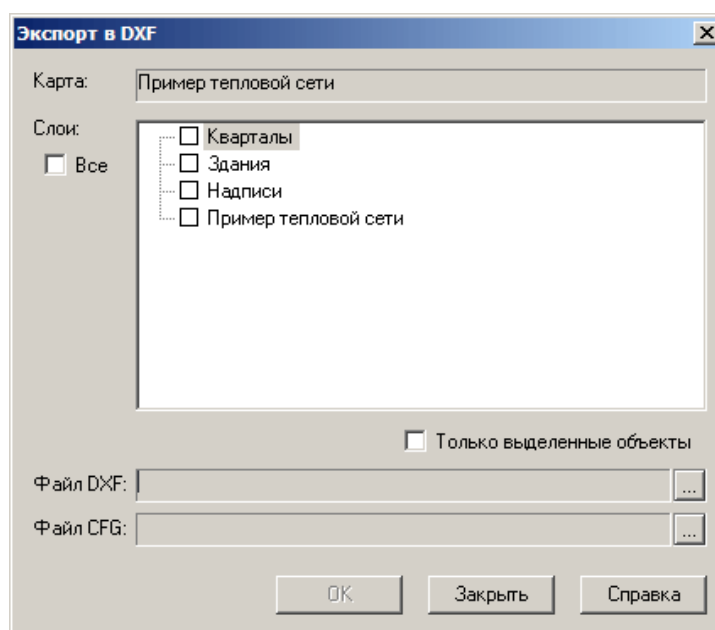 Экспорт в DXF
Карта:
Пример тепловой сети
Слои:
Все
Кварталы
Здания
Надписи
Пример тепловой сети
Только выделенные объекты
Файл DXF:
...
Файл CFG:
...
OK
Закрыть
Справка